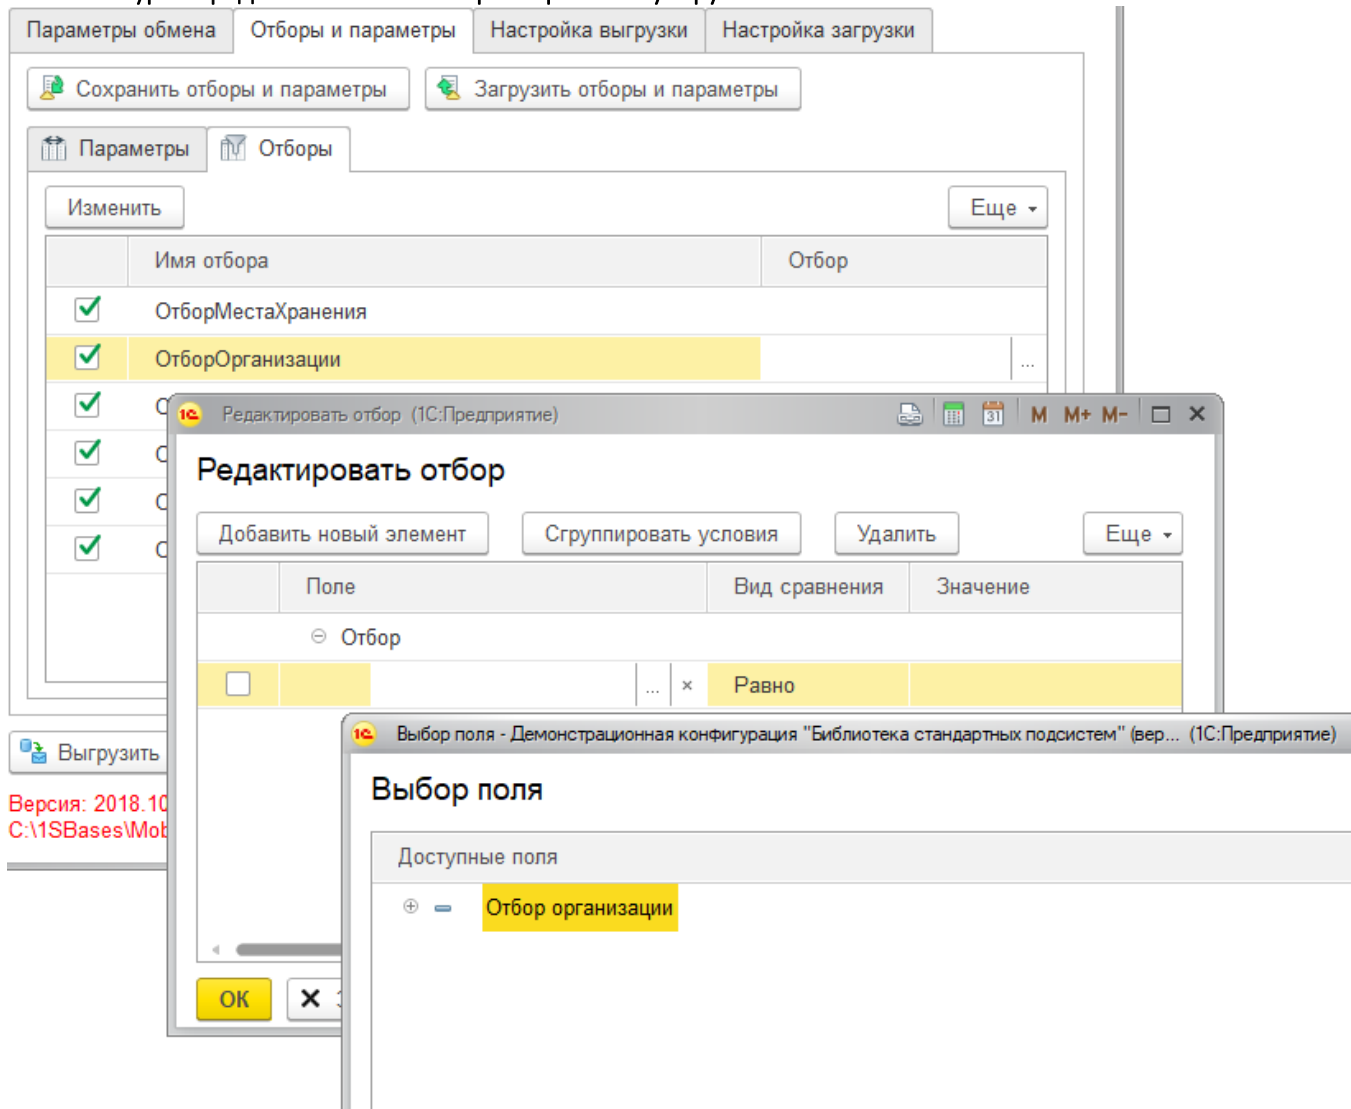 Параметры обмена Отборы и параметры Настройка выгрузки Настройка загрузки
Сохранить отборы и параметры Загрузить отборы и параметры
Параметры Отборы
Изменить Еще
Имя отбора Отбор
ОтборМестаХранения
ОтборОрганизации ...
Редактировать отбор (1С:Предприятие) 31 M M+ M-
Редактировать отбор
Добавить новый элемент Сгруппировать условия Удалить Еще
Поле Вид сравнения Значение
Отбор
... × Равно
Выбор поля - Демонстрационная конфигурация "Библиотека стандартных подсистем" (вер... (1С:Предприятие)
Выгрузить
Выбор поля
Версия: 2018.10
C:\1SBases\Mob
Доступные поля
Отбор организации
ОК